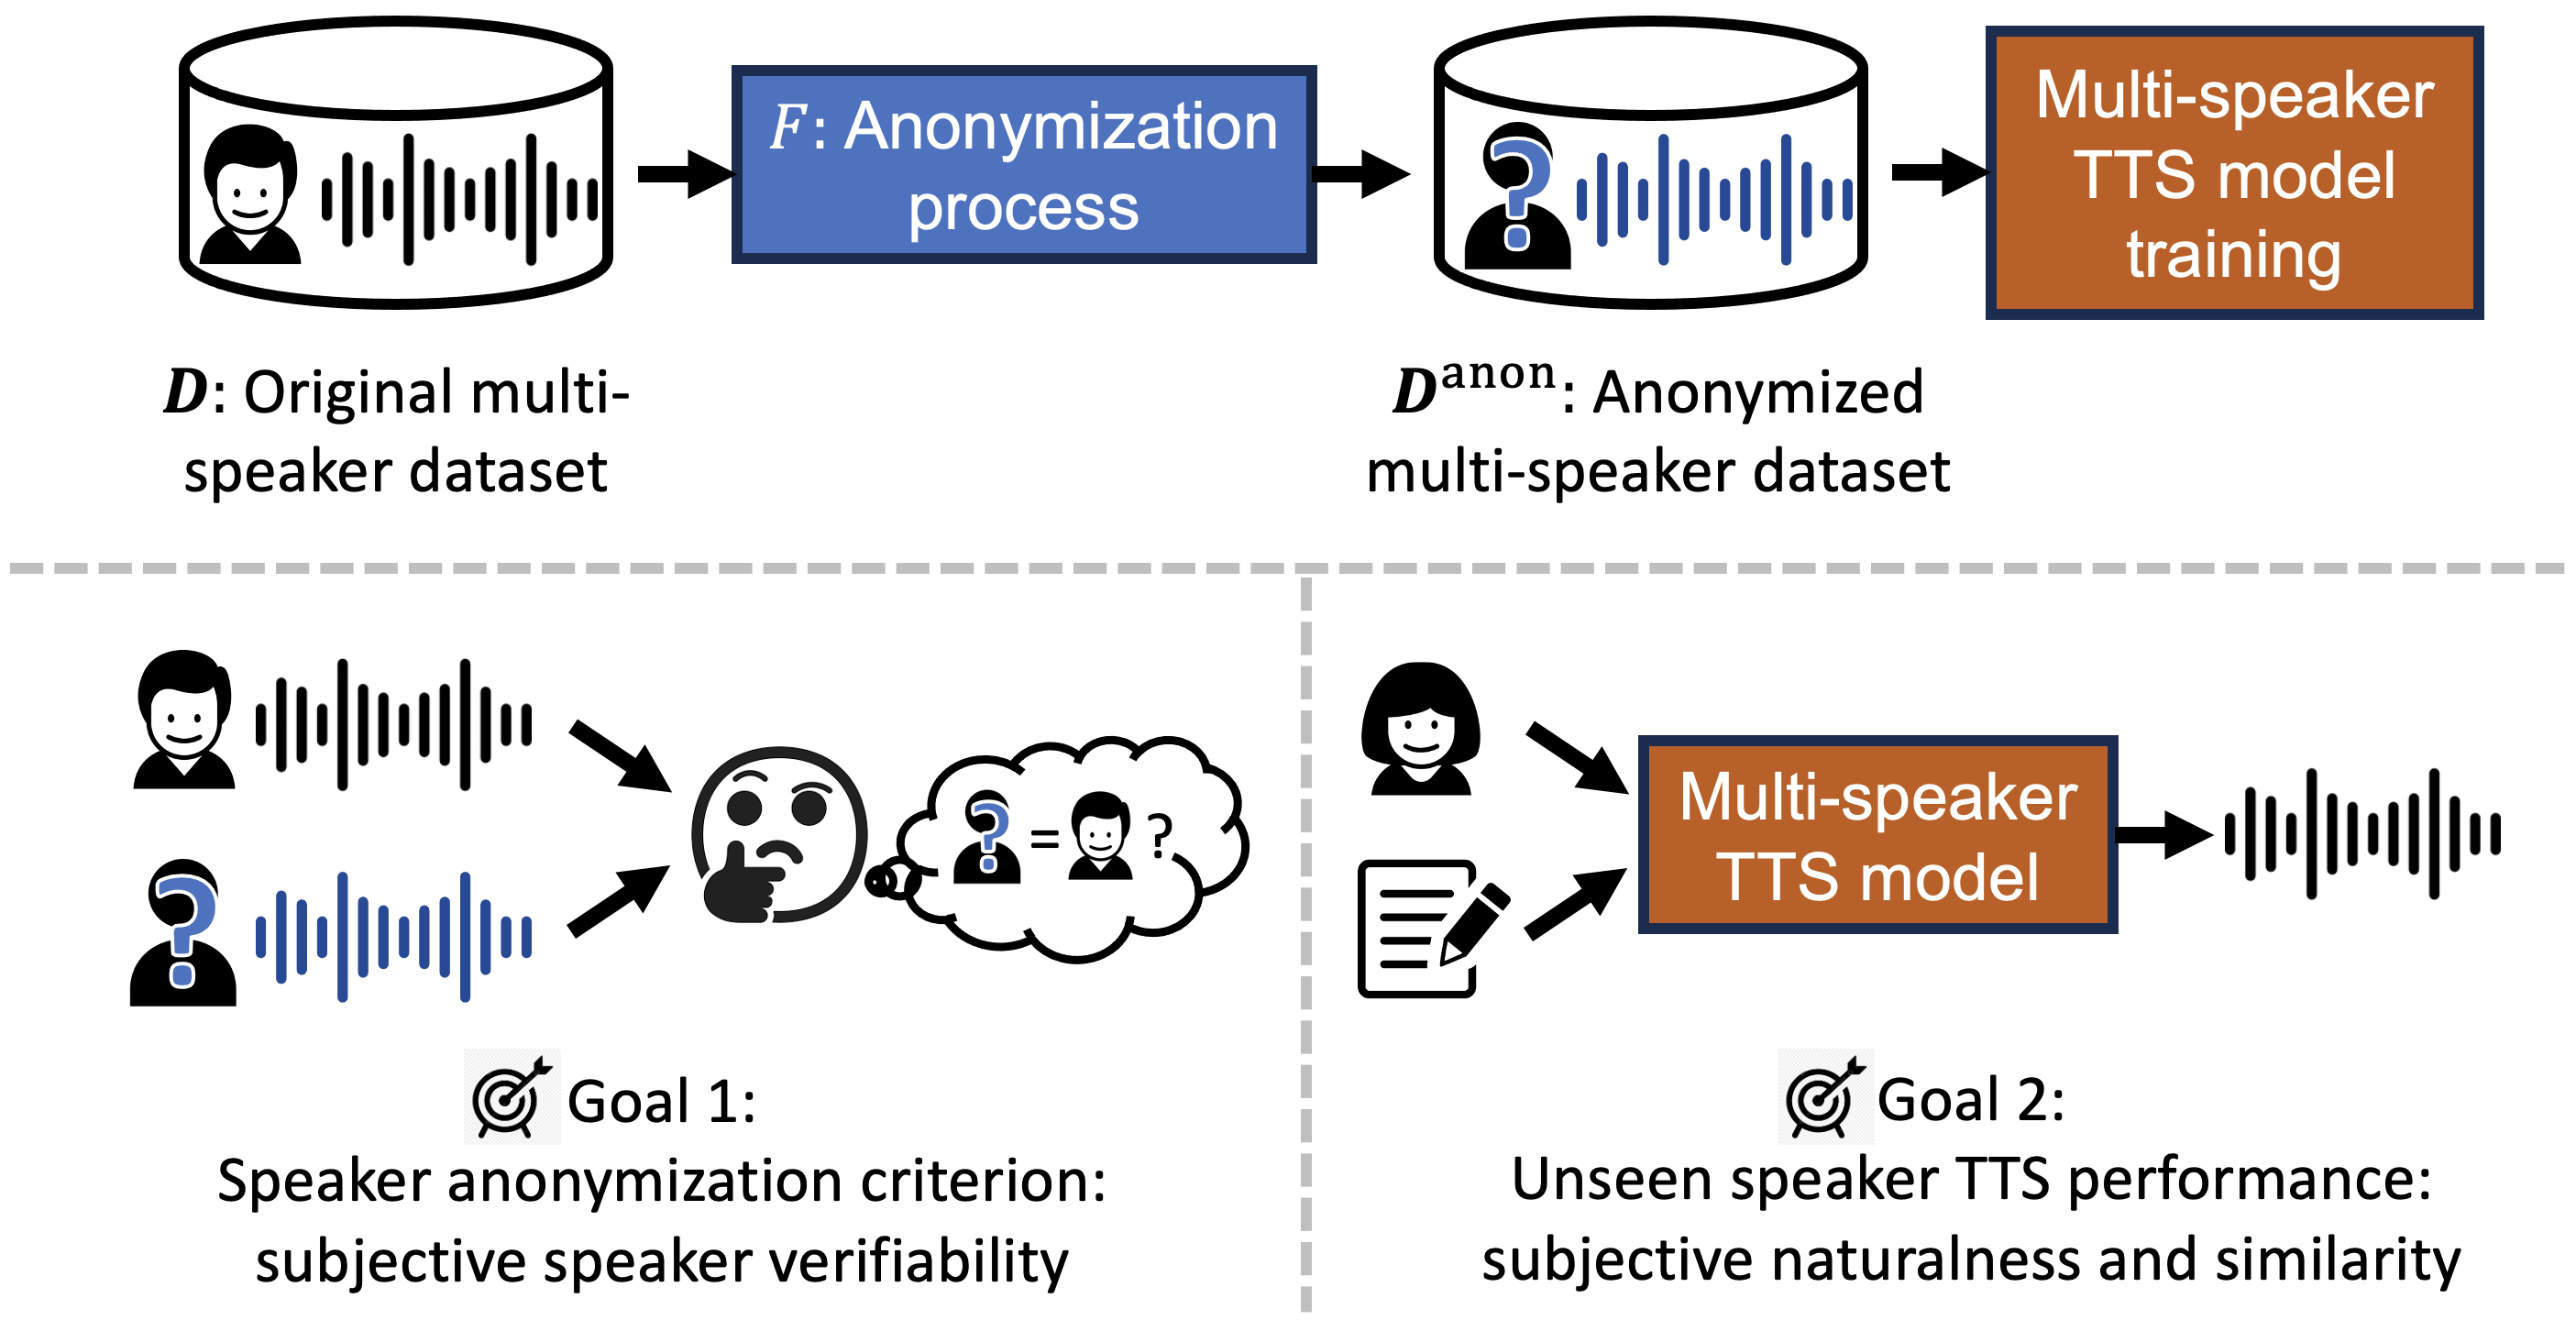 F: Anonymization
process
Multi-speaker
TTS model
training
D: Original multi-
speaker dataset
D^anon: Anonymized
multi-speaker dataset
?
?
= ?
?
?
Multi-speaker
TTS model
Goal 1:
Speaker anonymization criterion:
subjective speaker verifiability
Goal 2:
Unseen speaker TTS performance:
subjective naturalness and similarity